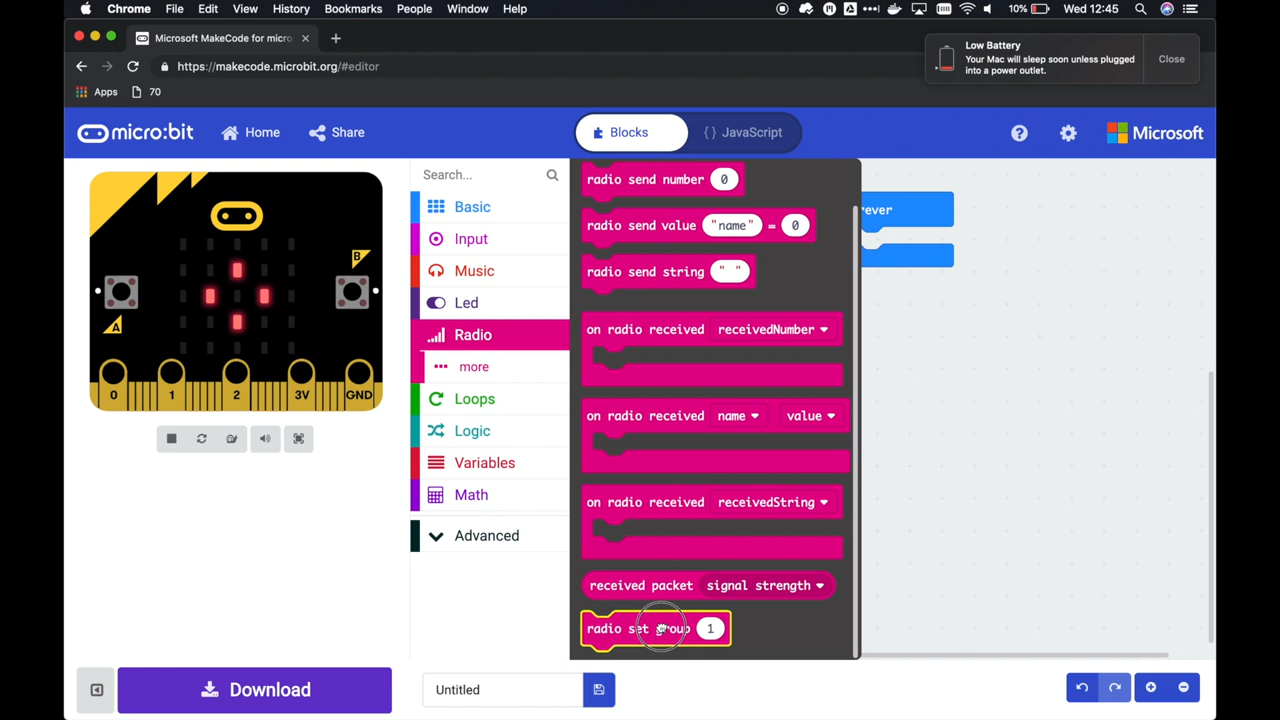 Chrome File Edit View History Bookmarks People Window Help 10% Wed 12:45
Microsoft MakeCode for micro:
Low Battery
Your Mac will sleep soon unless plugged into a power outlet.
Close
https://makecode.microbit.org/#editor
Apps 70
micro:bit Home Share Blocks {} JavaScript ? Microsoft
Search...
Basic
Input
Music
Led
Radio
more
Loops
Logic
Variables
Math
Advanced
radio send number 0
radio send value "name" = 0
radio send string " "
on radio received receivedNumber
on radio received name value
on radio received receivedString
received packet signal strength
radio set group 1
ever
B
A
0 1 2 3V GND
Download
Untitled